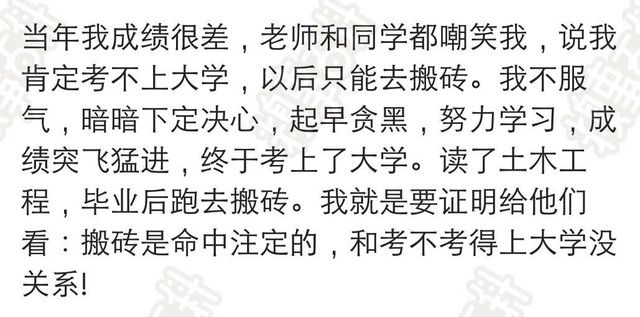 当年我成绩很差，老师和同学都嘲笑我，说我
肯定考不上大学，以后只能去搬砖。我不服
气，暗暗下定决心，起早贪黑，努力学习，成
绩突飞猛进，终于考上了大学。读了土木工
程，毕业后跑去搬砖。我就是要证明给他们
看：搬砖是命中注定的，和考不考得上大学没
关系!